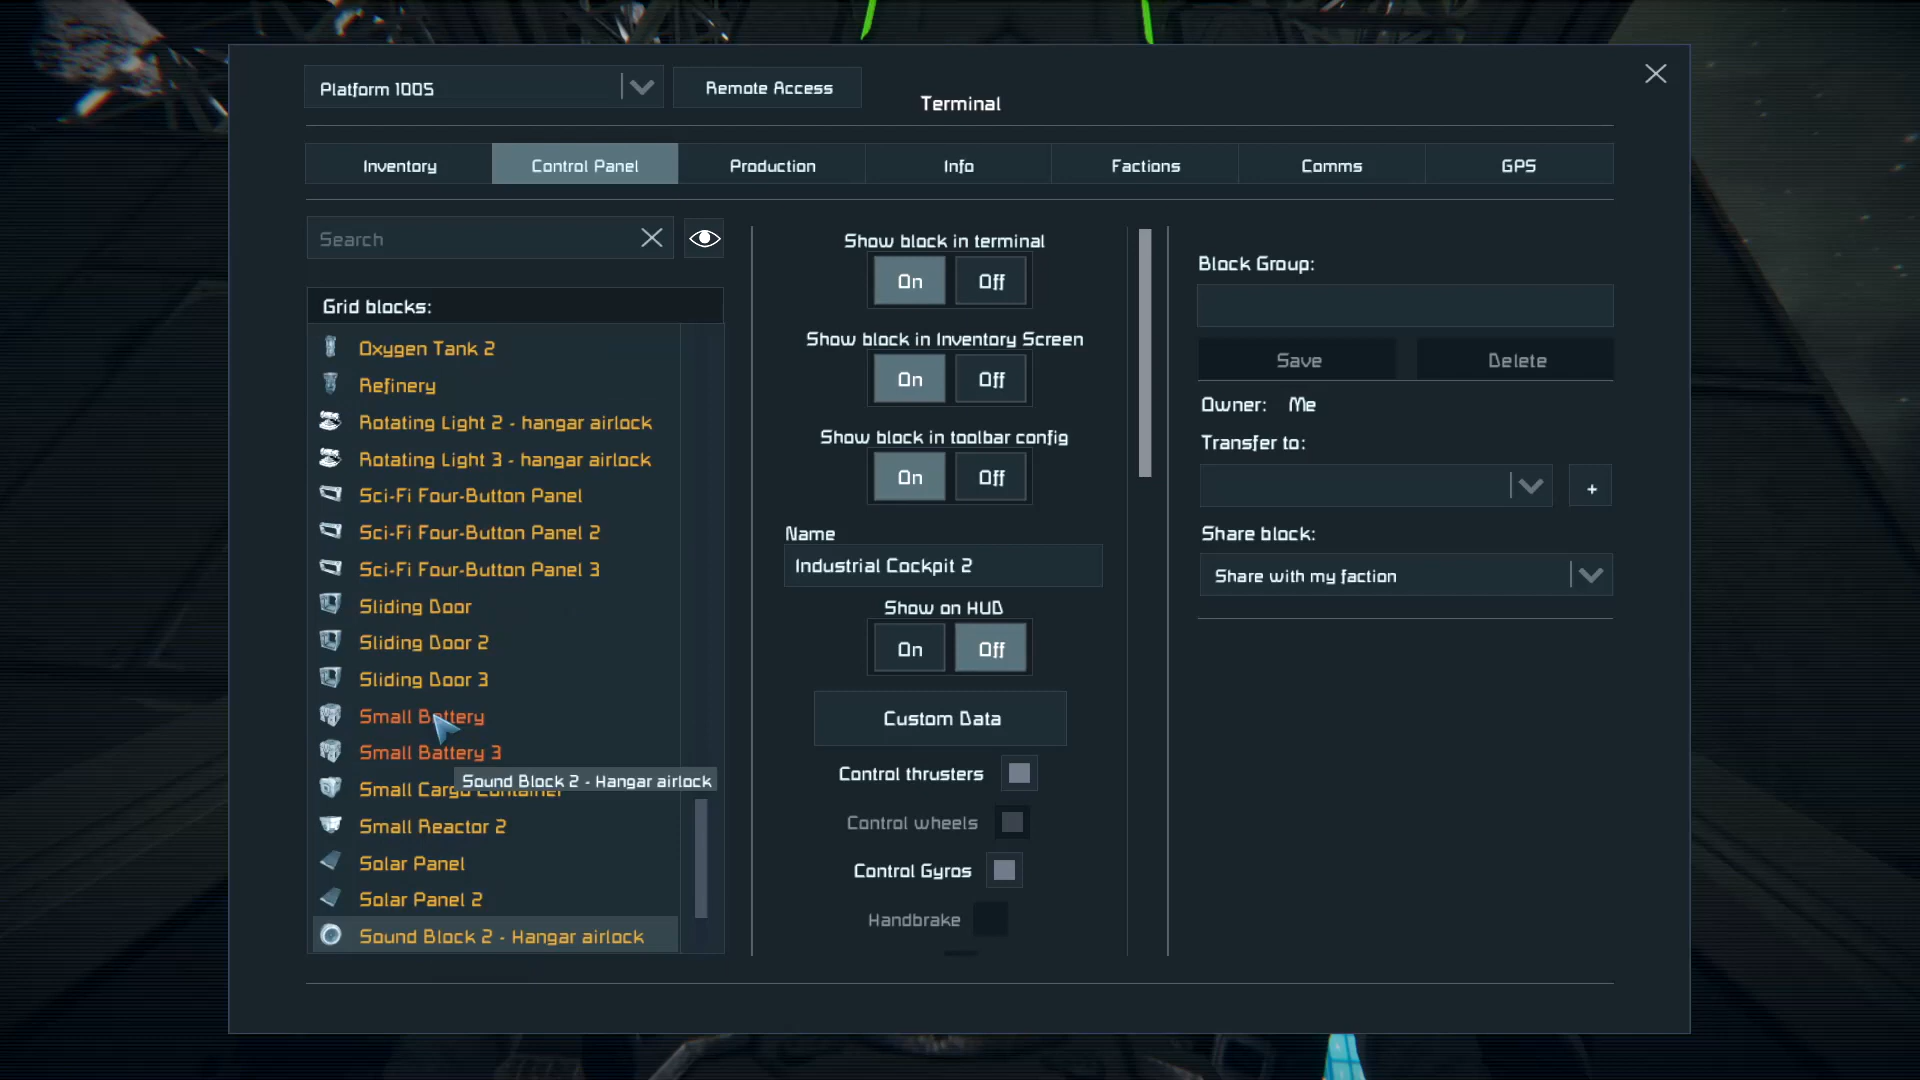 Platform 1005
Remote Access
Terminal
Inventory
Control Panel
Production
Info
Factions
Comms
GPS
Search
Grid blocks:
Oxygen Tank 2
Refinery
Rotating Light 2 - hangar airlock
Rotating Light 3 - hangar airlock
Sci-Fi Four-Button Panel
Sci-Fi Four-Button Panel 2
Sci-Fi Four-Button Panel 3
Sliding Door
Sliding Door 2
Sliding Door 3
Small Battery
Small Battery 3
Sound Block 2 - Hangar airlock
Small Cargo Container
Small Reactor 2
Solar Panel
Solar Panel 2
Sound Block 2 - Hangar airlock
Show block in terminal
On Off
Show block in Inventory Screen
On Off
Show block in toolbar config
On Off
Name
Industrial Cockpit 2
Show on HUD
On Off
Custom Data
Control thrusters
Control wheels
Control Gyros
Handbrake
Block Group:
Save
Delete
Owner: Me
Transfer to:
+
Share block:
Share with my faction